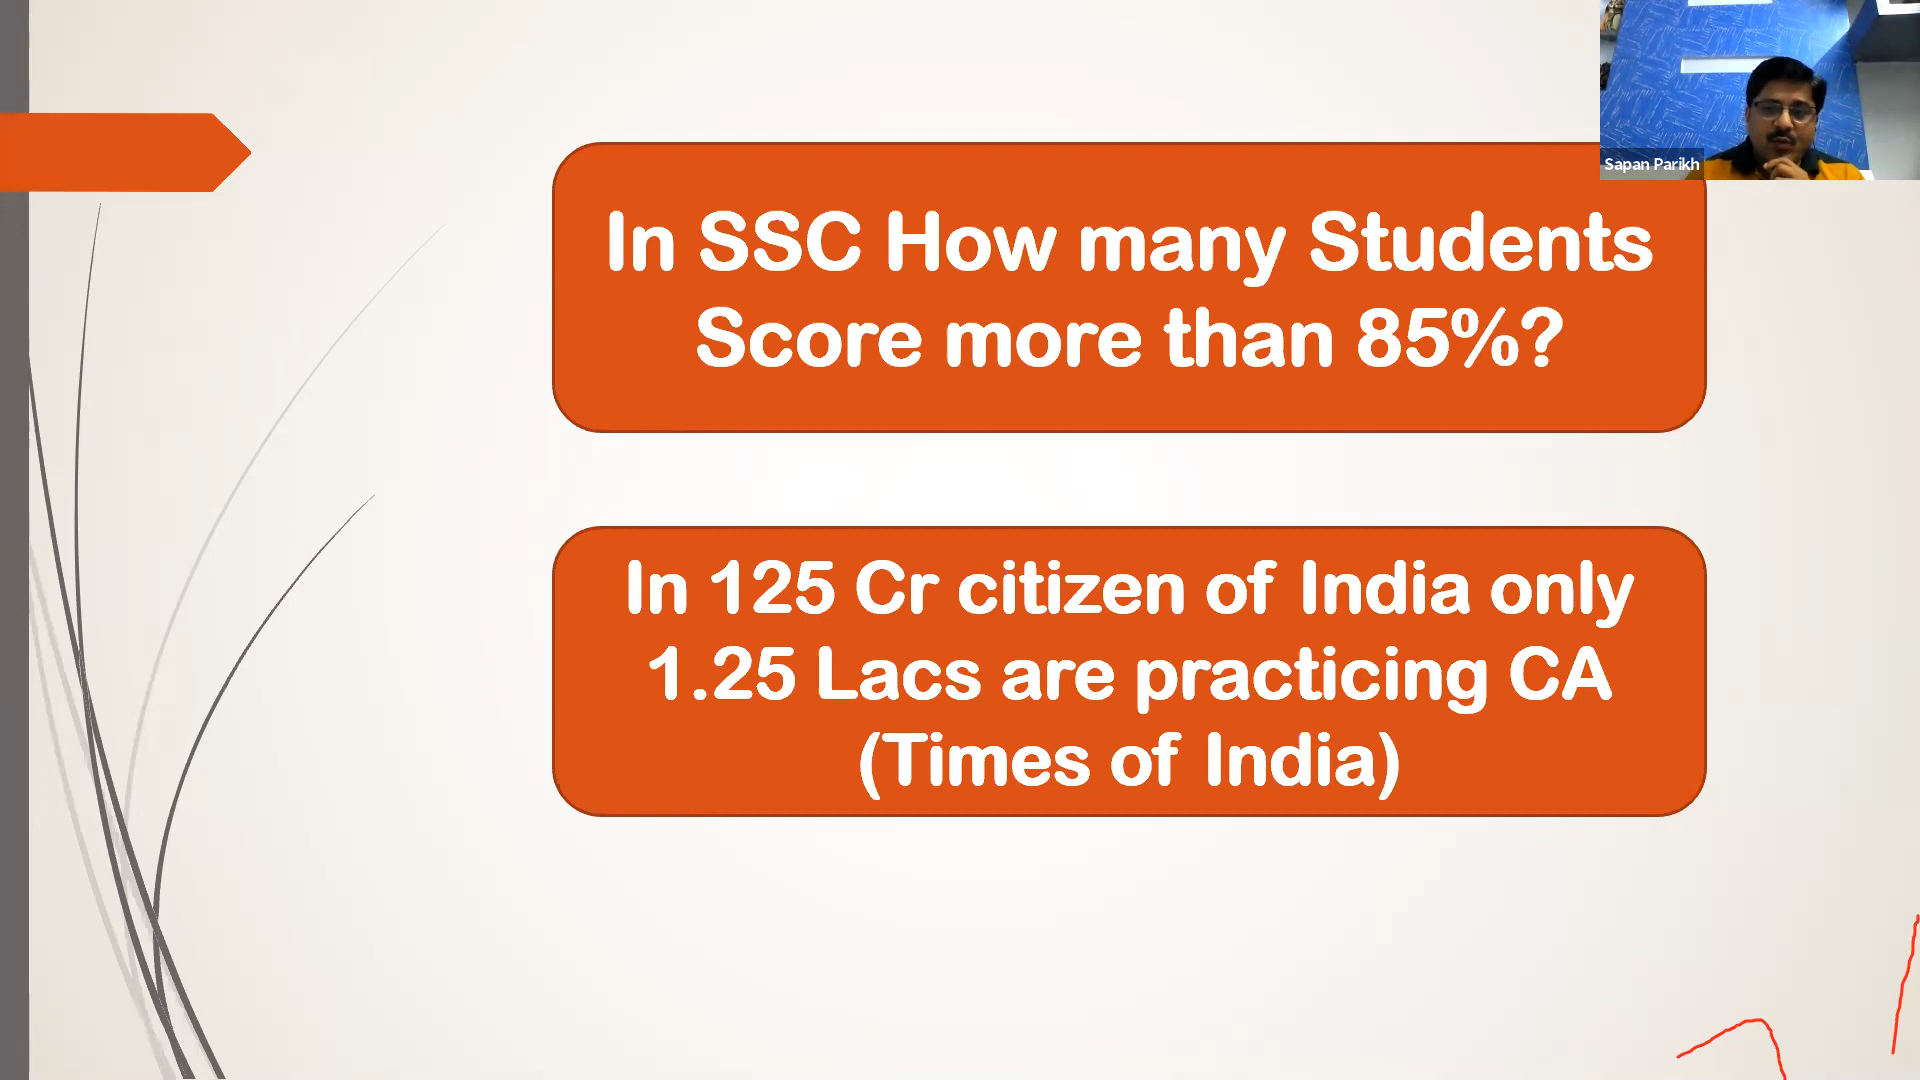 Sapan Parikh
In SSC How many Students
Score more than 85%?
In 125 Cr citizen of India only
1.25 Lacs are practicing CA
(Times of India)